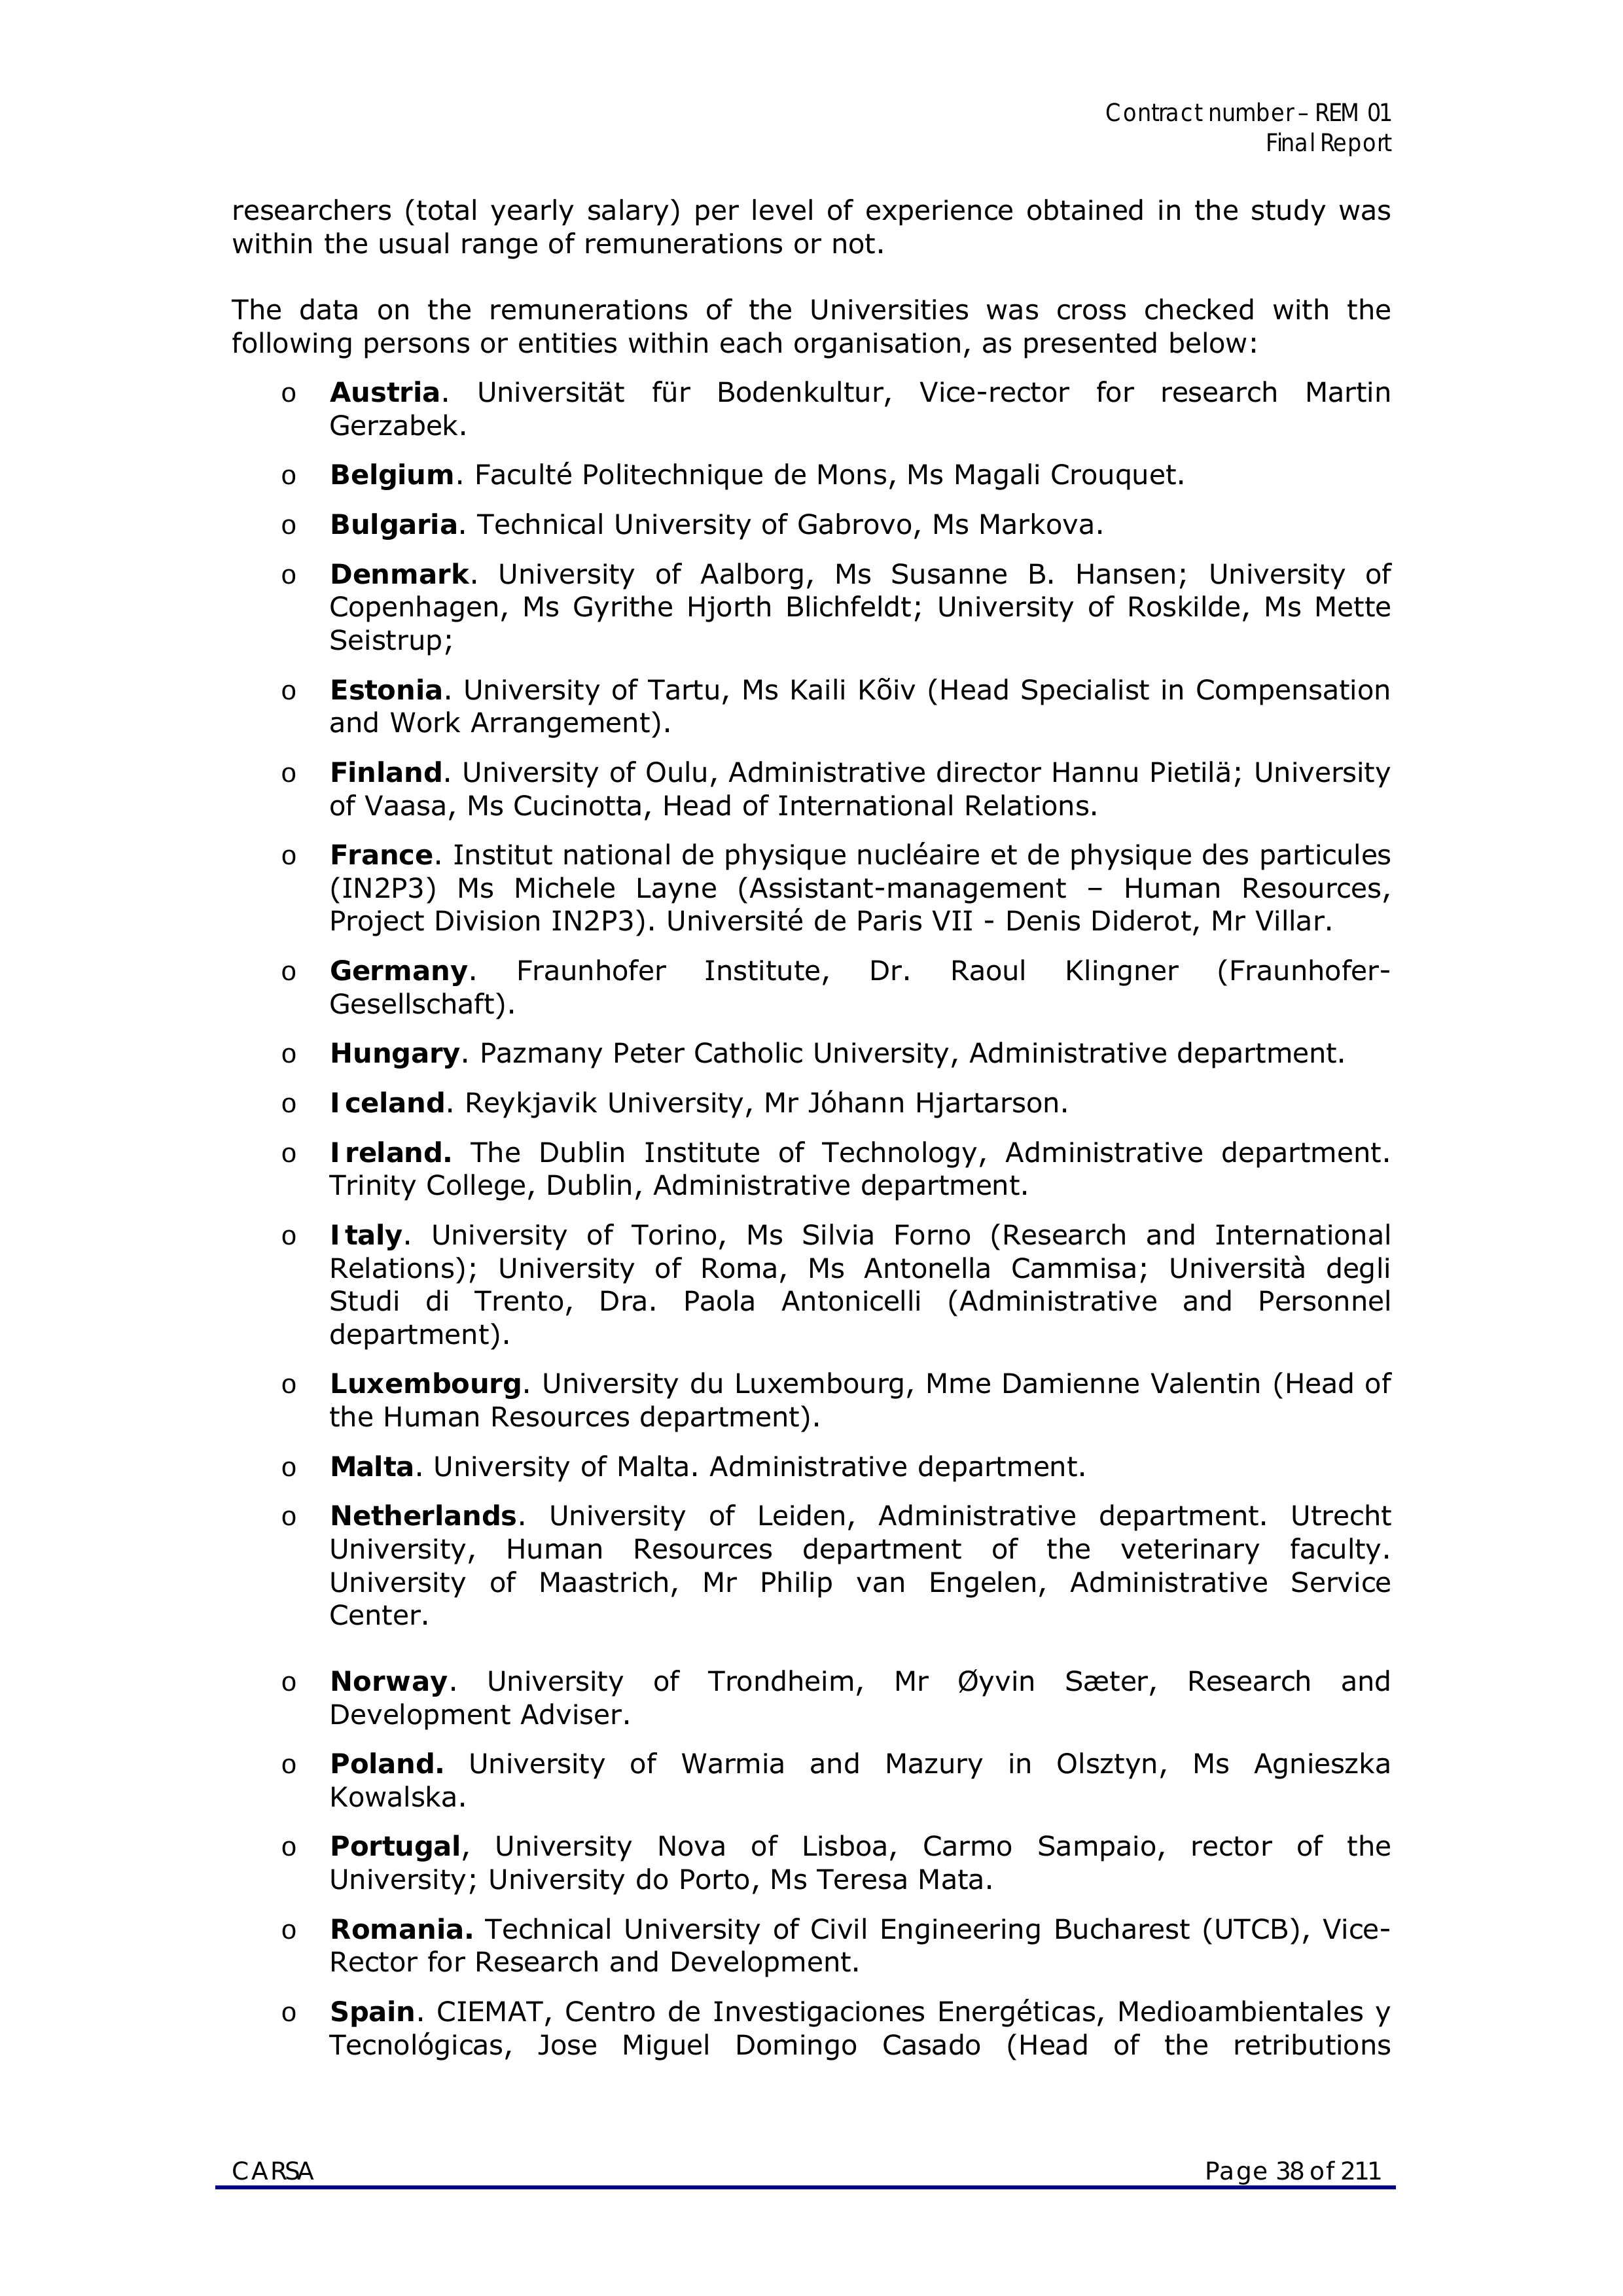 Contract number – REM 01
Final Report
researchers (total yearly salary) per level of experience obtained in the study was
within the usual range of remunerations or not.
The data on the remunerations of the Universities was cross checked with the
following persons or entities within each organisation, as presented below:
o Austria. Universität für Bodenkultur, Vice-rector for research Martin
Gerzabek.
o Belgium. Faculté Politechnique de Mons, Ms Magali Crouquet.
o Bulgaria. Technical University of Gabrovo, Ms Markova.
o Denmark. University of Aalborg, Ms Susanne B. Hansen; University of
Copenhagen, Ms Gyrithe Hjorth Blichfeldt; University of Roskilde, Ms Mette
Seistrup;
o Estonia. University of Tartu, Ms Kaili Kõiv (Head Specialist in Compensation
and Work Arrangement).
o Finland. University of Oulu, Administrative director Hannu Pietilä; University
of Vaasa, Ms Cucinotta, Head of International Relations.
o France. Institut national de physique nucléaire et de physique des particules
(IN2P3) Ms Michele Layne (Assistant-management – Human Resources,
Project Division IN2P3). Université de Paris VII - Denis Diderot, Mr Villar.
o Germany. Fraunhofer Institute, Dr. Raoul Klingner (Fraunhofer-
Gesellschaft).
o Hungary. Pazmany Peter Catholic University, Administrative department.
o Iceland. Reykjavik University, Mr Jóhann Hjartarson.
o Ireland. The Dublin Institute of Technology, Administrative department.
Trinity College, Dublin, Administrative department.
o Italy. University of Torino, Ms Silvia Forno (Research and International
Relations); University of Roma, Ms Antonella Cammisa; Università degli
Studi di Trento, Dra. Paola Antonicelli (Administrative and Personnel
department).
o Luxembourg. University du Luxembourg, Mme Damienne Valentin (Head of
the Human Resources department).
o Malta. University of Malta. Administrative department.
o Netherlands. University of Leiden, Administrative department. Utrecht
University, Human Resources department of the veterinary faculty.
University of Maastrich, Mr Philip van Engelen, Administrative Service
Center.
o Norway. University of Trondheim, Mr Øyvin Sæter, Research and
Development Adviser.
o Poland. University of Warmia and Mazury in Olsztyn, Ms Agnieszka
Kowalska.
o Portugal, University Nova of Lisboa, Carmo Sampaio, rector of the
University; University do Porto, Ms Teresa Mata.
o Romania. Technical University of Civil Engineering Bucharest (UTCB), Vice-
Rector for Research and Development.
o Spain. CIEMAT, Centro de Investigaciones Energéticas, Medioambientales y
Tecnológicas, Jose Miguel Domingo Casado (Head of the retributions
CARSA Page 38 of 211